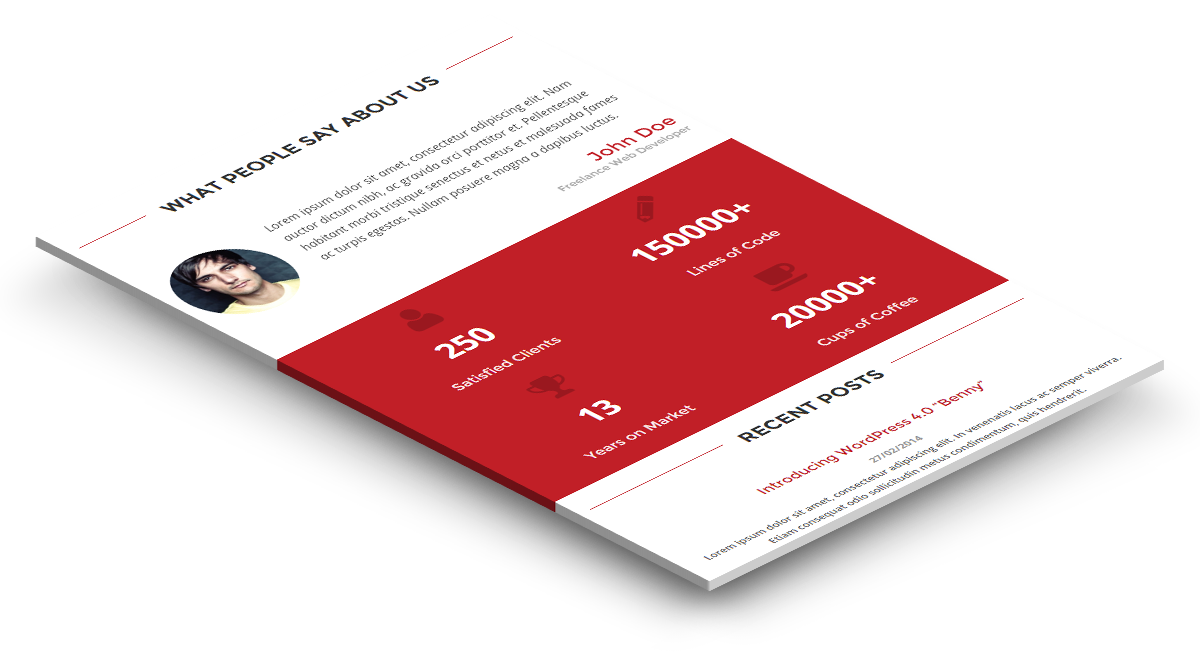 WHAT PEOPLE SAY ABOUT US
Lorem ipsum dolor sit amet, consectetur adipiscing elit. Nam
auctor dictum nibh, ac gravida orci porttitor et. Pellentesque
habitant morbi tristique senectus et netus et malesuada fames
ac turpis egestas. Nullam posuere magna a dapibus luctus.
John Doe
Freelance Web Developer
250
Satisfied Clients
150000+
Lines of Code
13
Years on Market
20000+
Cups of Coffee
RECENT POSTS
Introducing WordPress 4.0 “Benny”
27/02/2014
Lorem ipsum dolor sit amet, consectetur adipiscing elit. In venenatis lacus ac semper viverra.
Etiam consequat odio sollicitudin metus condimentum, quis hendrerit.